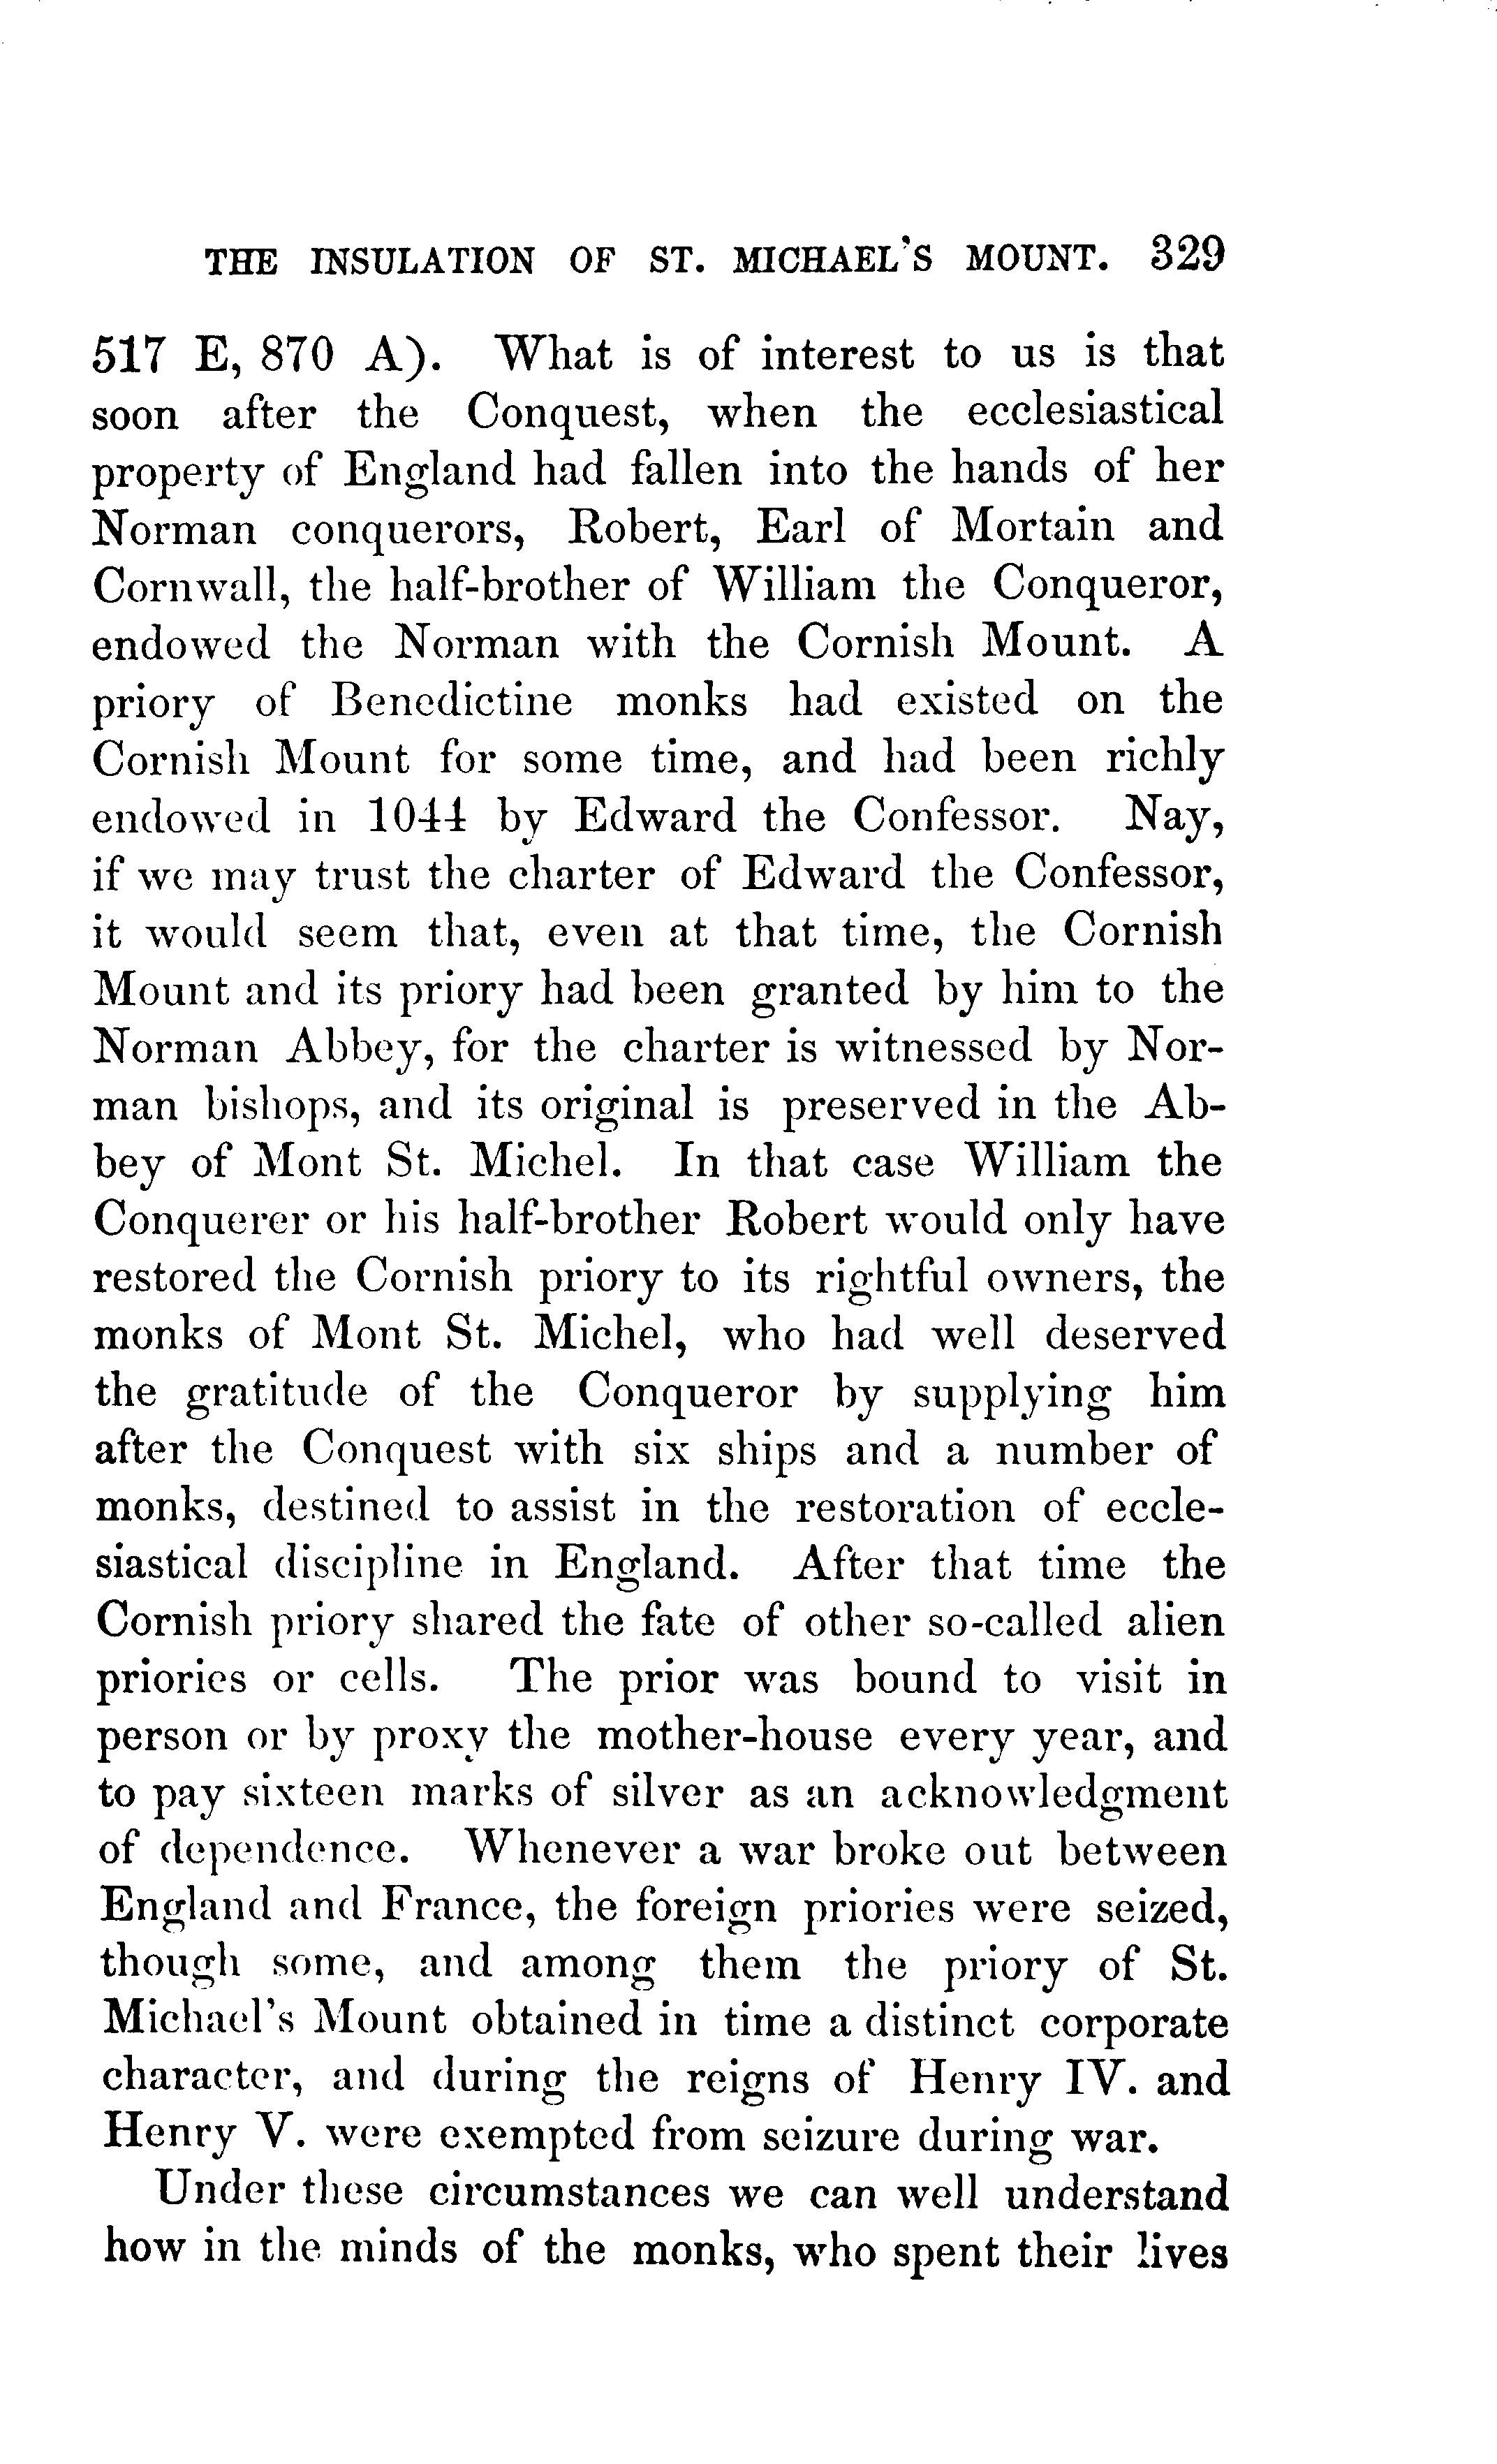 THE INSULATION OF ST. MICHAEL'S MOUNT. 329
517 E, 870 A). What is of interest to us is that
soon after the Conquest, when the ecclesiastical
property of England had fallen into the hands of her
Norman conquerors, Robert, Earl of Mortain and
Cornwall, the half-brother of William the Conqueror,
endowed the Norman with the Cornish Mount. A
priory of Benedictine monks had existed on the
Cornish Mount for some time, and had been richly
endowed in 1044 by Edward the Confessor. Nay,
if we may trust the charter of Edward the Confessor,
it would seem that, even at that time, the Cornish
Mount and its priory had been granted by him to the
Norman Abbey, for the charter is witnessed by Nor-
man bishops, and its original is preserved in the Ab-
bey of Mont St. Michel. In that case William the
Conquerer or his half-brother Robert would only have
restored the Cornish priory to its rightful owners, the
monks of Mont St. Michel, who had well deserved
the gratitude of the Conqueror by supplying him
after the Conquest with six ships and a number of
monks, destined to assist in the restoration of eccle-
siastical discipline in England. After that time the
Cornish priory shared the fate of other so-called alien
priories or cells. The prior was bound to visit in
person or by proxy the mother-house every year, and
to pay sixteen marks of silver as an acknowledgment
of dependence. Whenever a war broke out between
England and France, the foreign priories were seized,
though some, and among them the priory of St.
Michael's Mount obtained in time a distinct corporate
character, and during the reigns of Henry IV. and
Henry V. were exempted from seizure during war.
Under these circumstances we can well understand
how in the minds of the monks, who spent their lives